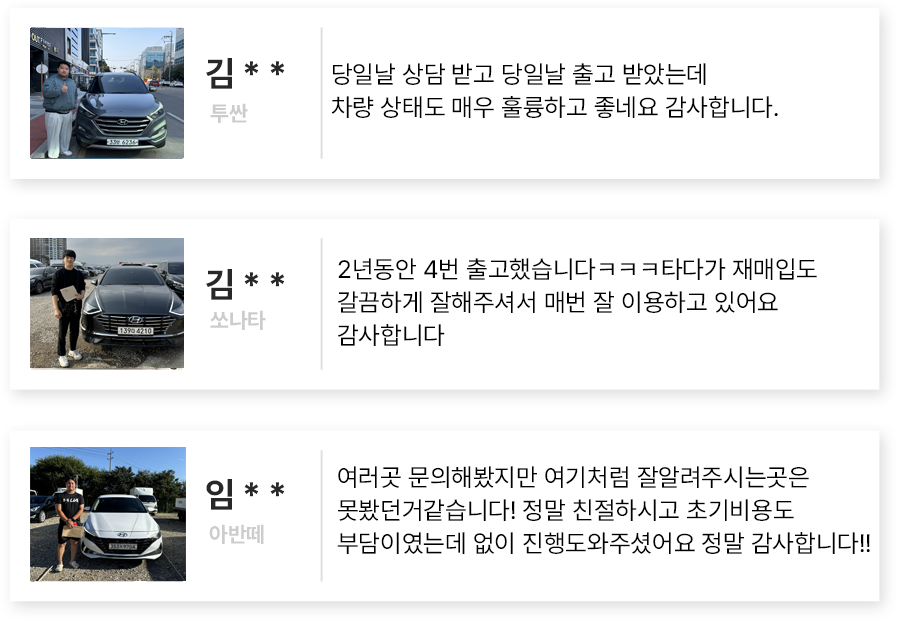 김 * *
투싼
당일날 상담 받고 당일날 출고 받았는데
차량 상태도 매우 훌륭하고 좋네요 감사합니다.
김 * *
쏘나타
2년동안 4번 출고했습니다ㅋㅋㅋ타다가 재매입도
갈끔하게 잘해주셔서 매번 잘 이용하고 있어요
감사합니다
139머 4210
임 * *
아반떼
여러곳 문의해봤지만 여기처럼 잘알려주시는곳은
못봤던거같습니다! 정말 친절하시고 초기비용도
부담이였는데 없이 진행도와주셨어요 정말 감사합니다!!